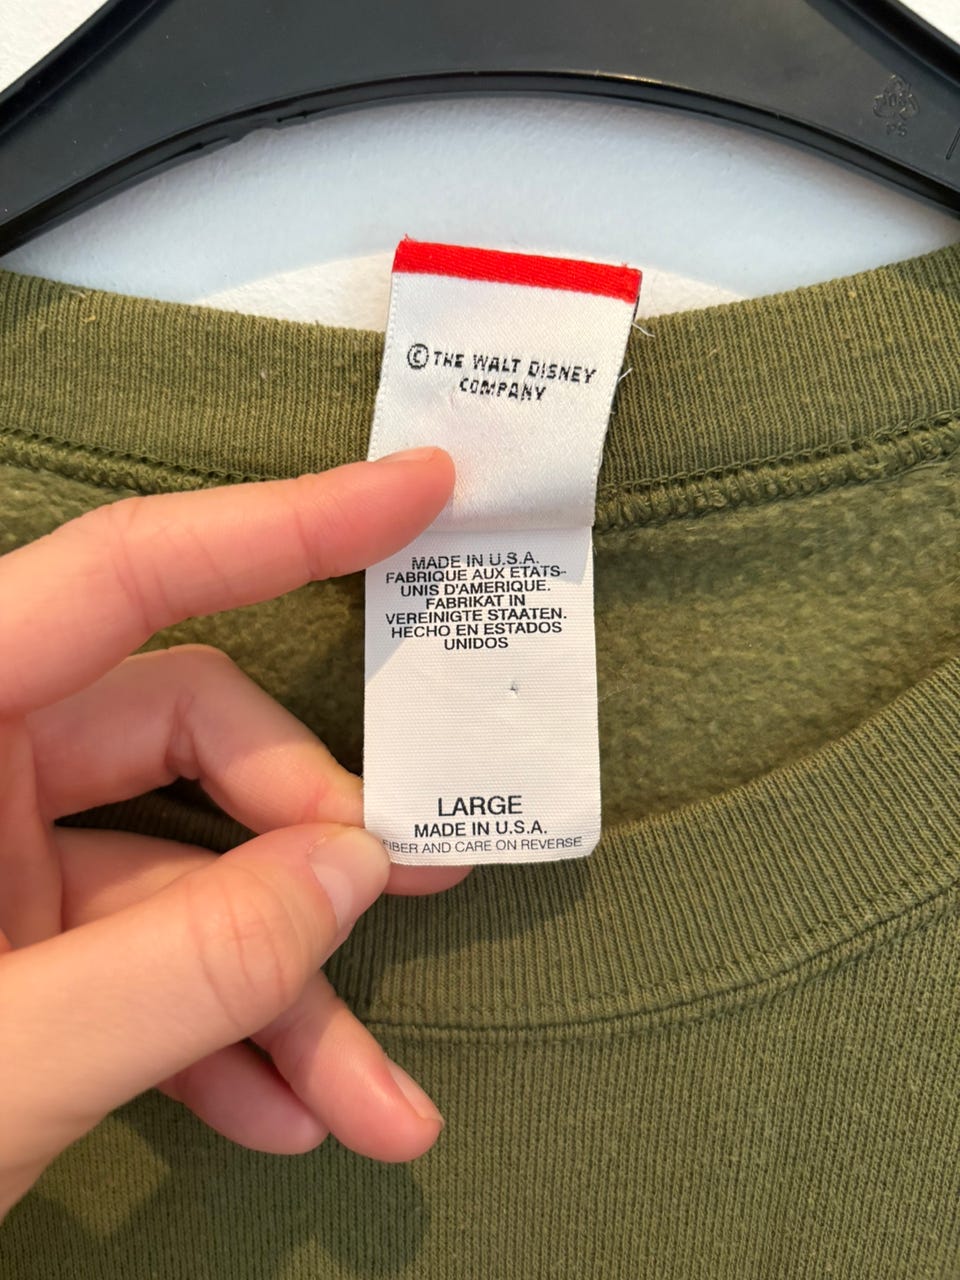 © THE WALT DISNEY
COMPANY
MADE IN U.S.A.
FABRIQUE AUX ETATS-
UNIS D'AMERIQUE.
FABRIKAT IN
VEREINIGTE STAATEN.
HECHO EN ESTADOS
UNIDOS
LARGE
MADE IN U.S.A.
FIBER AND CARE ON REVERSE
PS